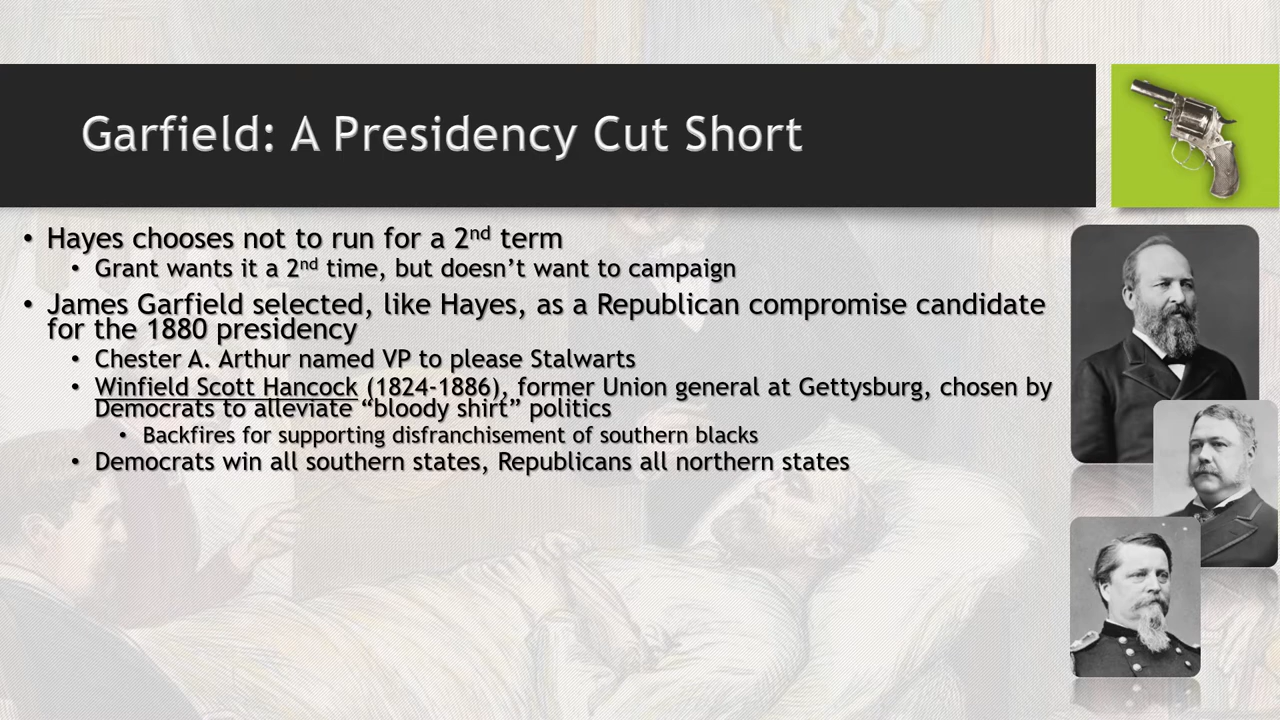 Garfield: A Presidency Cut Short
• Hayes chooses not to run for a 2nd term
• Grant wants it a 2nd time, but doesn’t want to campaign
• James Garfield selected, like Hayes, as a Republican compromise candidate
for the 1880 presidency
• Chester A. Arthur named VP to please Stalwarts
• Winfield Scott Hancock (1824-1886), former Union general at Gettysburg, chosen by
Democrats to alleviate “bloody shirt” politics
• Backfires for supporting disfranchisement of southern blacks
• Democrats win all southern states, Republicans all northern states